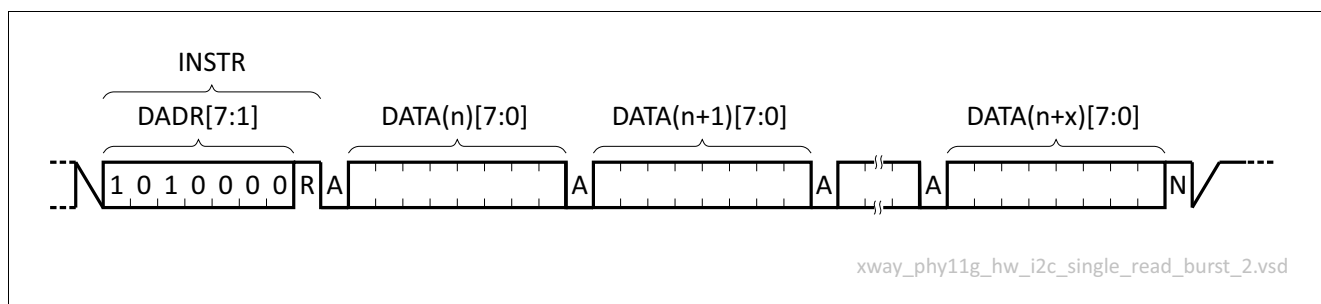 INSTR
DADR[7:1] DATA(n)[7:0] DATA(n+1)[7:0] DATA(n+x)[7:0]
1 0 1 0 0 0 0 R A A A A N
xway_phy11g_hw_i2c_single_read_burst_2.vsd